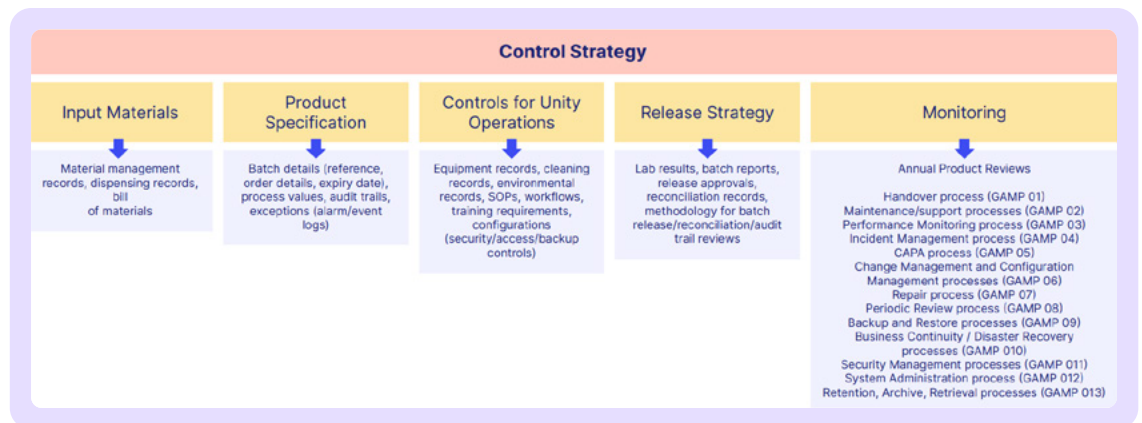 Control Strategy
Input Materials
Material management
records, dispensing records,
bill
of materials
Product
Specification
Batch details (reference,
order details, expiry date),
process values, audit trails,
exceptions (alarm/event
logs)
Controls for Unity
Operations
Equipment records, cleaning
records, environmental
records, SOPs, workflows,
training requirements,
configurations
(security/access/backup
controls)
Release Strategy
Lab results, batch reports,
release approvals,
reconciliation records,
methodology for batch
release/reconciliation/audit
trail reviews
Monitoring
Annual Product Reviews
Handover process (GAMP 01)
Maintenance/support processes (GAMP 02)
Performance Monitoring process (GAMP 03)
Incident Management process (GAMP 04)
CAPA process (GAMP 05)
Change Management and Configuration
Management processes (GAMP 06)
Repair process (GAMP 07)
Periodic Review process (GAMP 08)
Backup and Restore processes (GAMP 09)
Business Continuity / Disaster Recovery
processes (GAMP 010)
Security Management processes (GAMP 011)
System Administration process (GAMP 012)
Retention, Archive, Retrieval processes (GAMP 013)